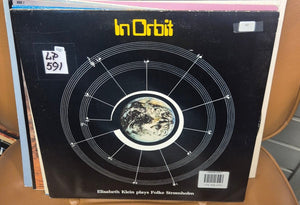 In Orbit
LP
591
Elisabeth Klein plays Folke Strømholm